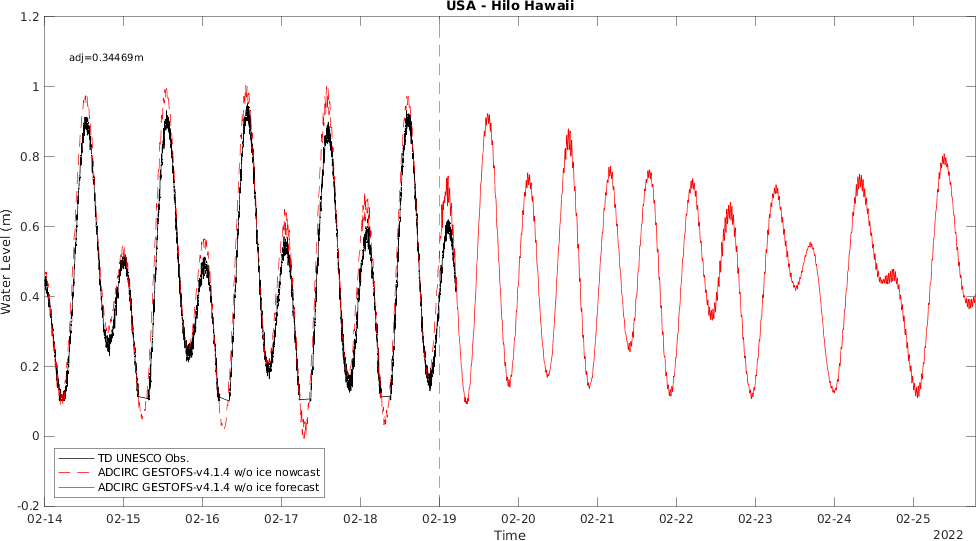 USA - Hilo Hawaii
adj=0.34469m
Water Level (m)
1.2
1
0.8
0.6
0.4
0.2
0
-0.2
TD UNESCO Obs.
ADCIRC GESTOFS-v4.1.4 w/o ice nowcast
ADCIRC GESTOFS-v4.1.4 w/o ice forecast
02-14 02-15 02-16 02-17 02-18 02-19 02-20 02-21 02-22 02-23 02-24 02-25
Time
2022